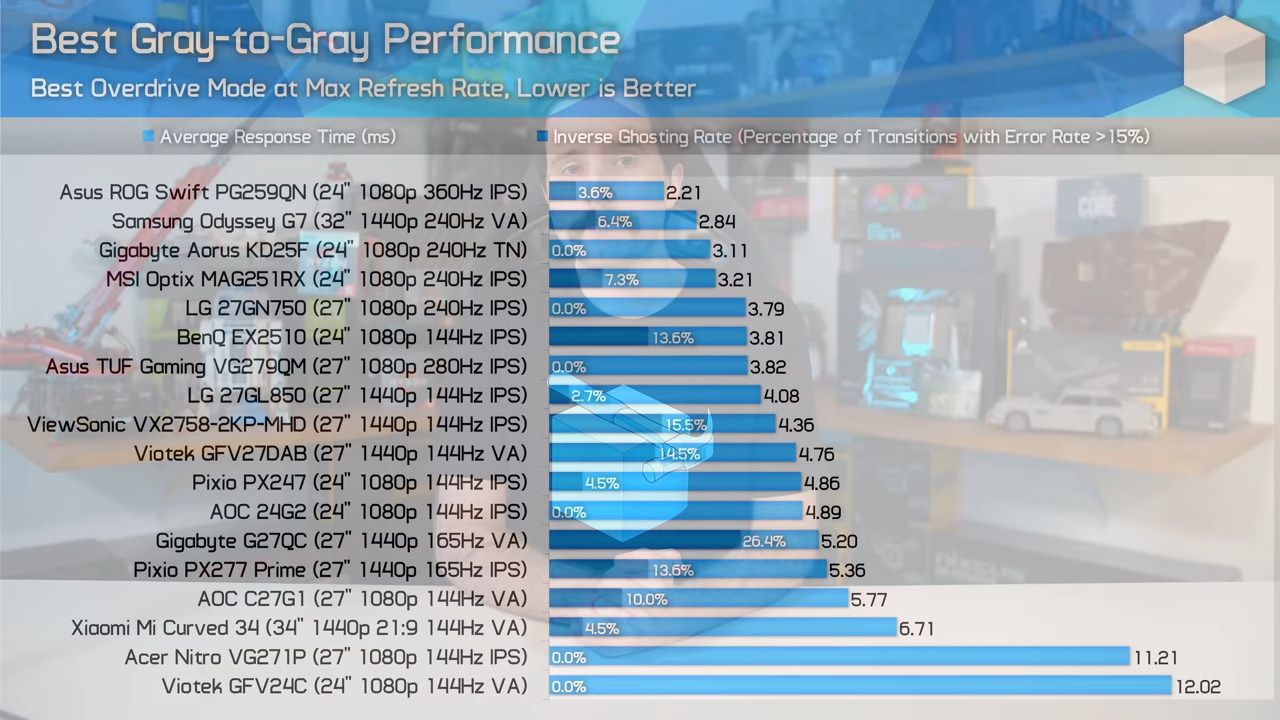 Best Gray-to-Gray Performance
Best Overdrive Mode at Max Refresh Rate, Lower is Better
Average Response Time (ms) Inverse Ghosting Rate (Percentage of Transitions with Error Rate >15%)
Asus ROG Swift PG259QN (24" 1080p 360Hz IPS) 3.6% 2.21
Samsung Odyssey G7 (32" 1440p 240Hz VA) 6.4% 2.84
Gigabyte Aorus KD25F (24" 1080p 240Hz TN) 0.0% 3.11
MSI Optix MAG251RX (24" 1080p 240Hz IPS) 7.3% 3.21
LG 27GN750 (27" 1080p 240Hz IPS) 0.0% 3.79
BenQ EX2510 (24" 1080p 144Hz IPS) 13.6% 3.81
Asus TUF Gaming VG279QM (27" 1080p 280Hz IPS) 0.0% 3.82
LG 27GL850 (27" 1440p 144Hz IPS) 2.7% 4.08
ViewSonic VX2758-2KP-MHD (27" 1440p 144Hz IPS) 15.5% 4.36
Viotek GFV27DAB (27" 1440p 144Hz VA) 14.5% 4.76
Pixio PX247 (24" 1080p 144Hz IPS) 4.5% 4.86
AOC 24G2 (24" 1080p 144Hz IPS) 0.0% 4.89
Gigabyte G27QC (27" 1440p 165Hz VA) 26.4% 5.20
Pixio PX277 Prime (27" 1440p 165Hz IPS) 13.6% 5.36
AOC C27G1 (27" 1080p 144Hz VA) 10.0% 5.77
Xiaomi Mi Curved 34 (34" 1440p 21:9 144Hz VA) 4.5% 6.71
Acer Nitro VG271P (27" 1080p 144Hz IPS) 0.0% 11.21
Viotek GFV24C (24" 1080p 144Hz VA) 0.0% 12.02
CORE